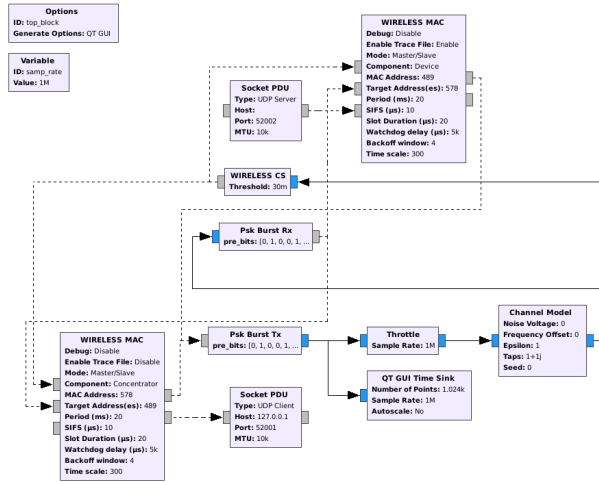 Options
ID: top_block
Generate Options: QT GUI
Variable
ID: samp_rate
Value: 1M
WIRELESS MAC
Debug: Disable
Enable Trace File: Enable
Mode: Master/Slave
Component: Device
MAC Address: 489
Target Address(es): 578
Period (ms): 20
SIFS (µs): 10
Slot Duration (µs): 20
Watchdog delay (µs): 5k
Backoff window: 4
Time scale: 300
Socket PDU
Type: UDP Server
Host:
Port: 52002
MTU: 10k
WIRELESS CS
Threshold: 30m
Psk Burst Rx
pre_bits: [0, 1, 0, 0, 1, ...
WIRELESS MAC
Debug: Disable
Enable Trace File: Disable
Mode: Master/Slave
Component: Concentrator
MAC Address: 578
Target Address(es): 489
Period (ms): 20
SIFS (µs): 10
Slot Duration (µs): 20
Watchdog delay (µs): 5k
Backoff window: 4
Time scale: 300
Psk Burst Tx
pre_bits: [0, 1, 0, 0, 1, ...
Socket PDU
Type: UDP Client
Host: 127.0.0.1
Port: 52001
MTU: 10k
Throttle
Sample Rate: 1M
QT GUI Time Sink
Number of Points: 1.024k
Sample Rate: 1M
Autoscale: No
Channel Model
Noise Voltage: 0
Frequency Offset: 0
Epsilon: 1
Taps: 1+1j
Seed: 0